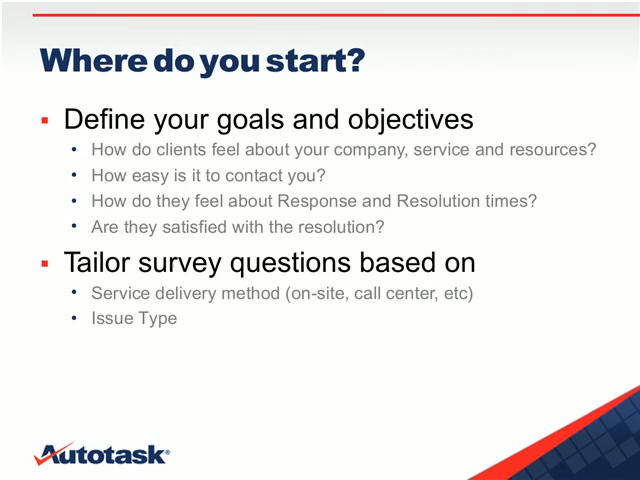 Where do you start?
Define your goals and objectives
How do clients feel about your company, service and resources?
How easy is it to contact you?
How do they feel about Response and Resolution times?
Are they satisfied with the resolution?
Tailor survey questions based on
Service delivery method (on-site, call center, etc)
Issue Type
Autotask®